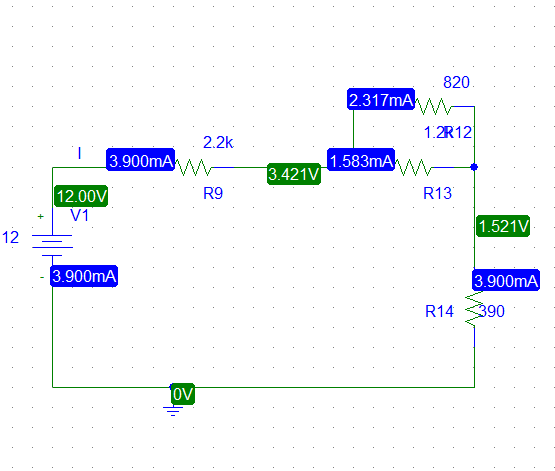 820
2.317mA
1.2k
R12
2.2k
I
3.900mA
1.583mA
3.421V
R9
R13
12.00V
+
V1
1.521V
12
-
3.900mA
3.900mA
R14
390
0V